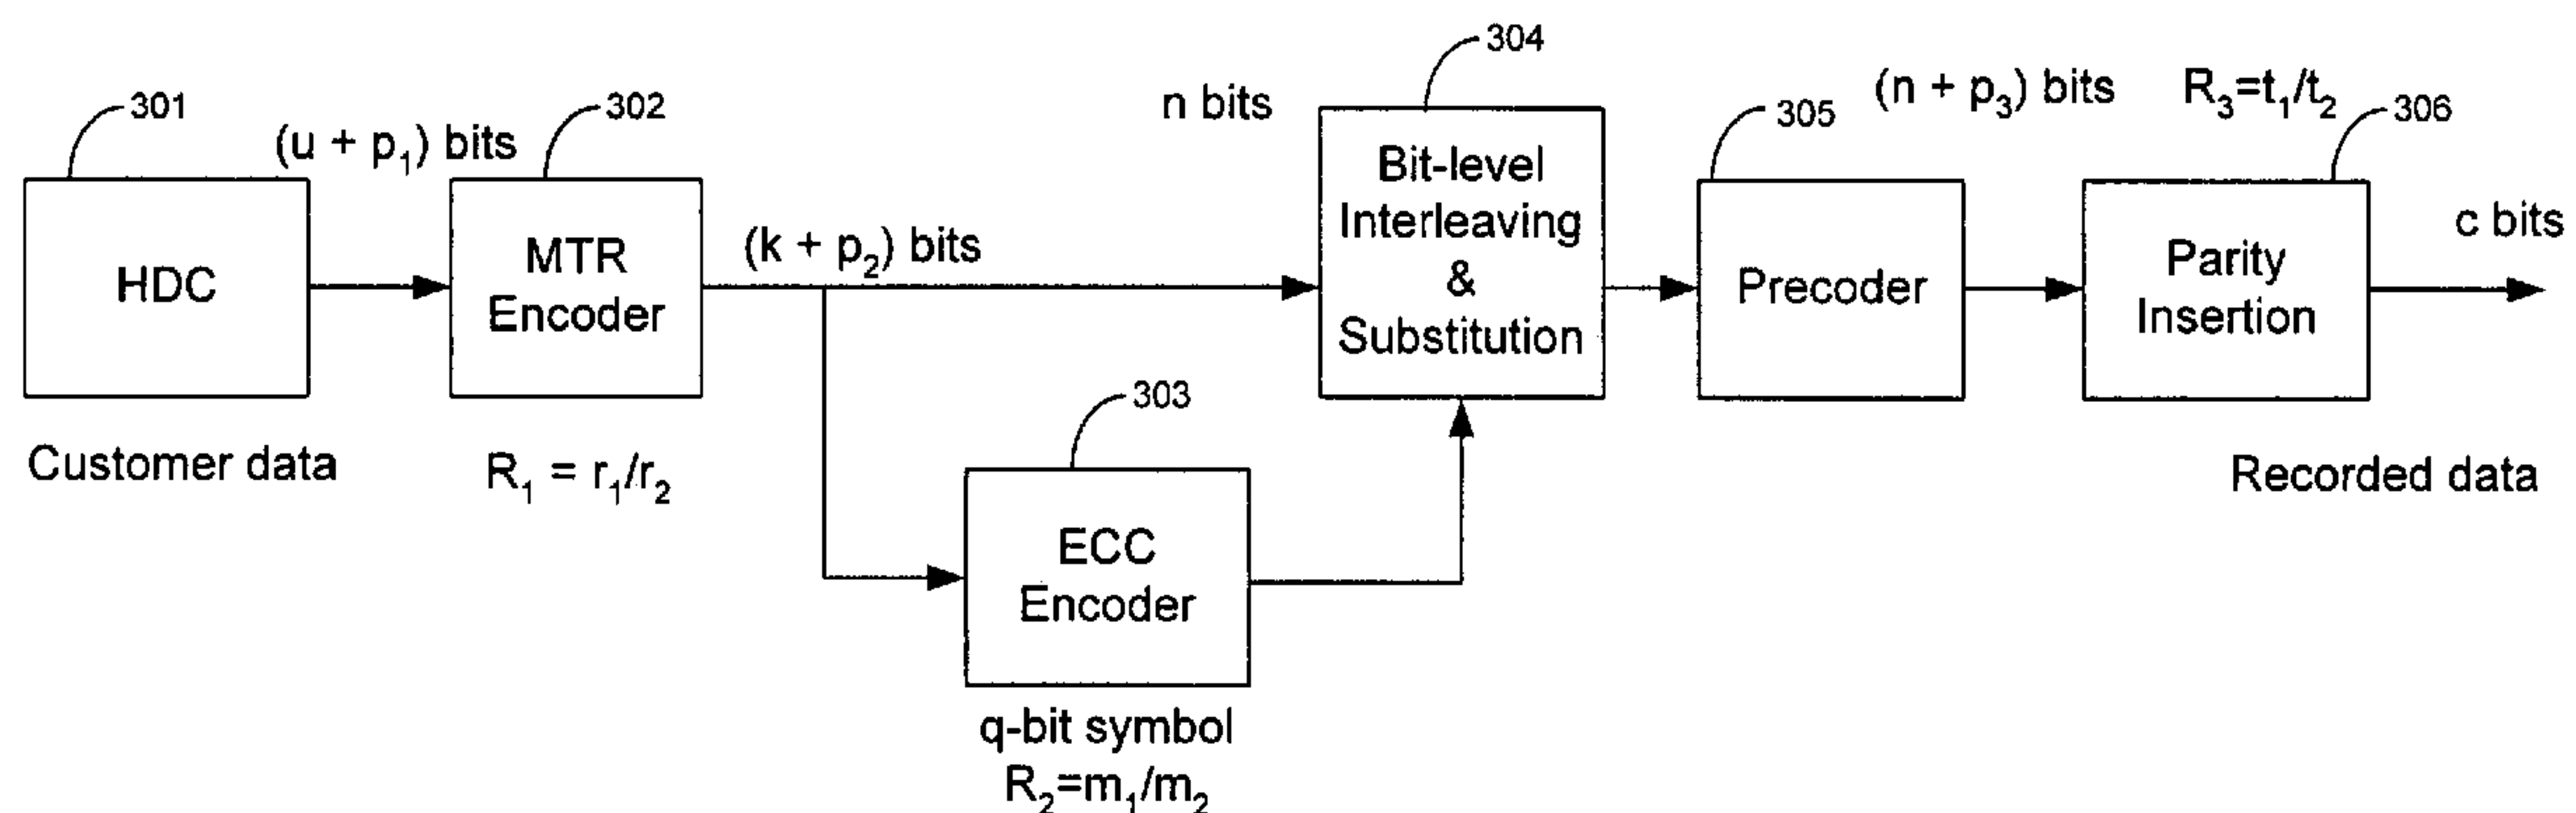 304
n bits
(n + p₃) bits
R₃=t₁/t₂
301
302
305
306
(u + p₁) bits
Bit-level
Interleaving
&
Substitution
c bits
HDC
MTR
Encoder
(k + p₂) bits
Precoder
Parity
Insertion
303
Customer data
R₁ = r₁/r₂
Recorded data
ECC
Encoder
q-bit symbol
R₂=m₁/m₂